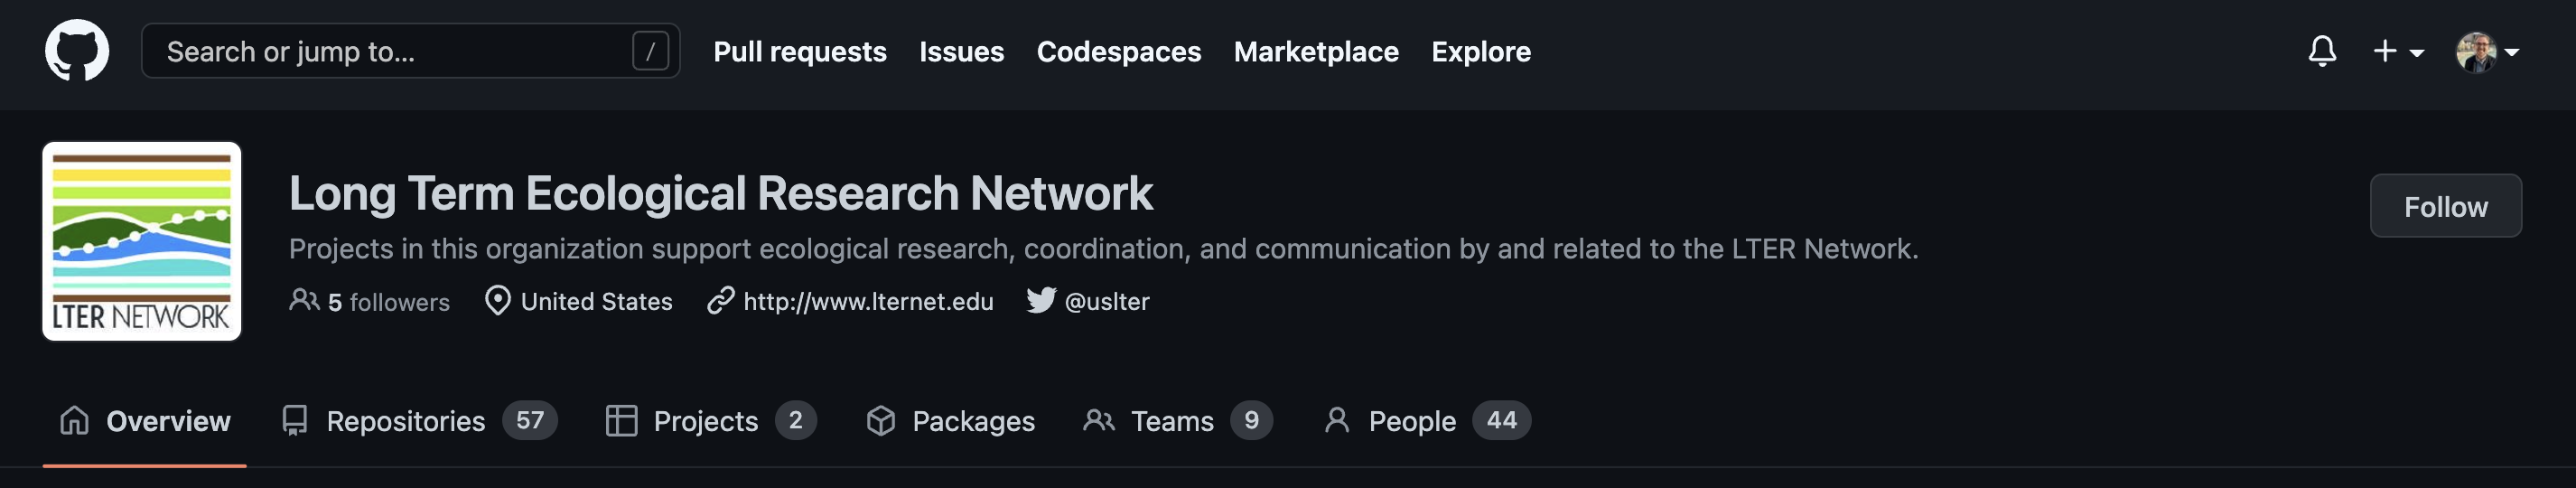 Search or jump to... / Pull requests Issues Codespaces Marketplace Explore
Long Term Ecological Research Network
Follow
Projects in this organization support ecological research, coordination, and communication by and related to the LTER Network.
5 followers United States http://www.lternet.edu @uslter
LTER NETWORK
Overview Repositories 57 Projects 2 Packages Teams 9 People 44